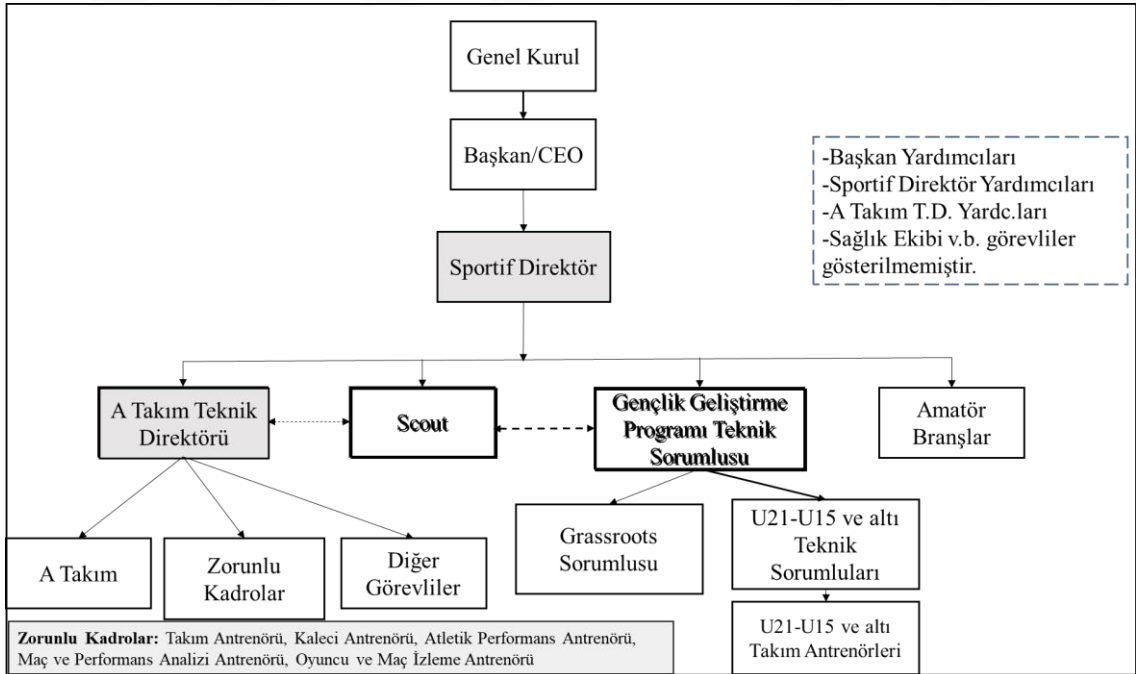 Genel Kurul
Başkan/CEO
-Başkan Yardımcıları
-Sportif Direktör Yardımcıları
-A Takım T.D. Yardc.ları
-Sağlık Ekibi v.b. görevliler
gösterilmemiştir.
Sportif Direktör
A Takım Teknik
Direktörü
Scout
Gençlik Geliştirme
Programı Teknik
Sorumlusu
Amatör
Branşlar
A Takım
Zorunlu
Kadrolar
Diğer
Görevliler
Grassroots
Sorumlusu
U21-U15 ve altı
Teknik
Sorumluları
U21-U15 ve altı
Takım Antrenörleri
Zorunlu Kadrolar: Takım Antrenörü, Kaleci Antrenörü, Atletik Performans Antrenörü,
Maç ve Performans Analizi Antrenörü, Oyuncu ve Maç İzleme Antrenörü